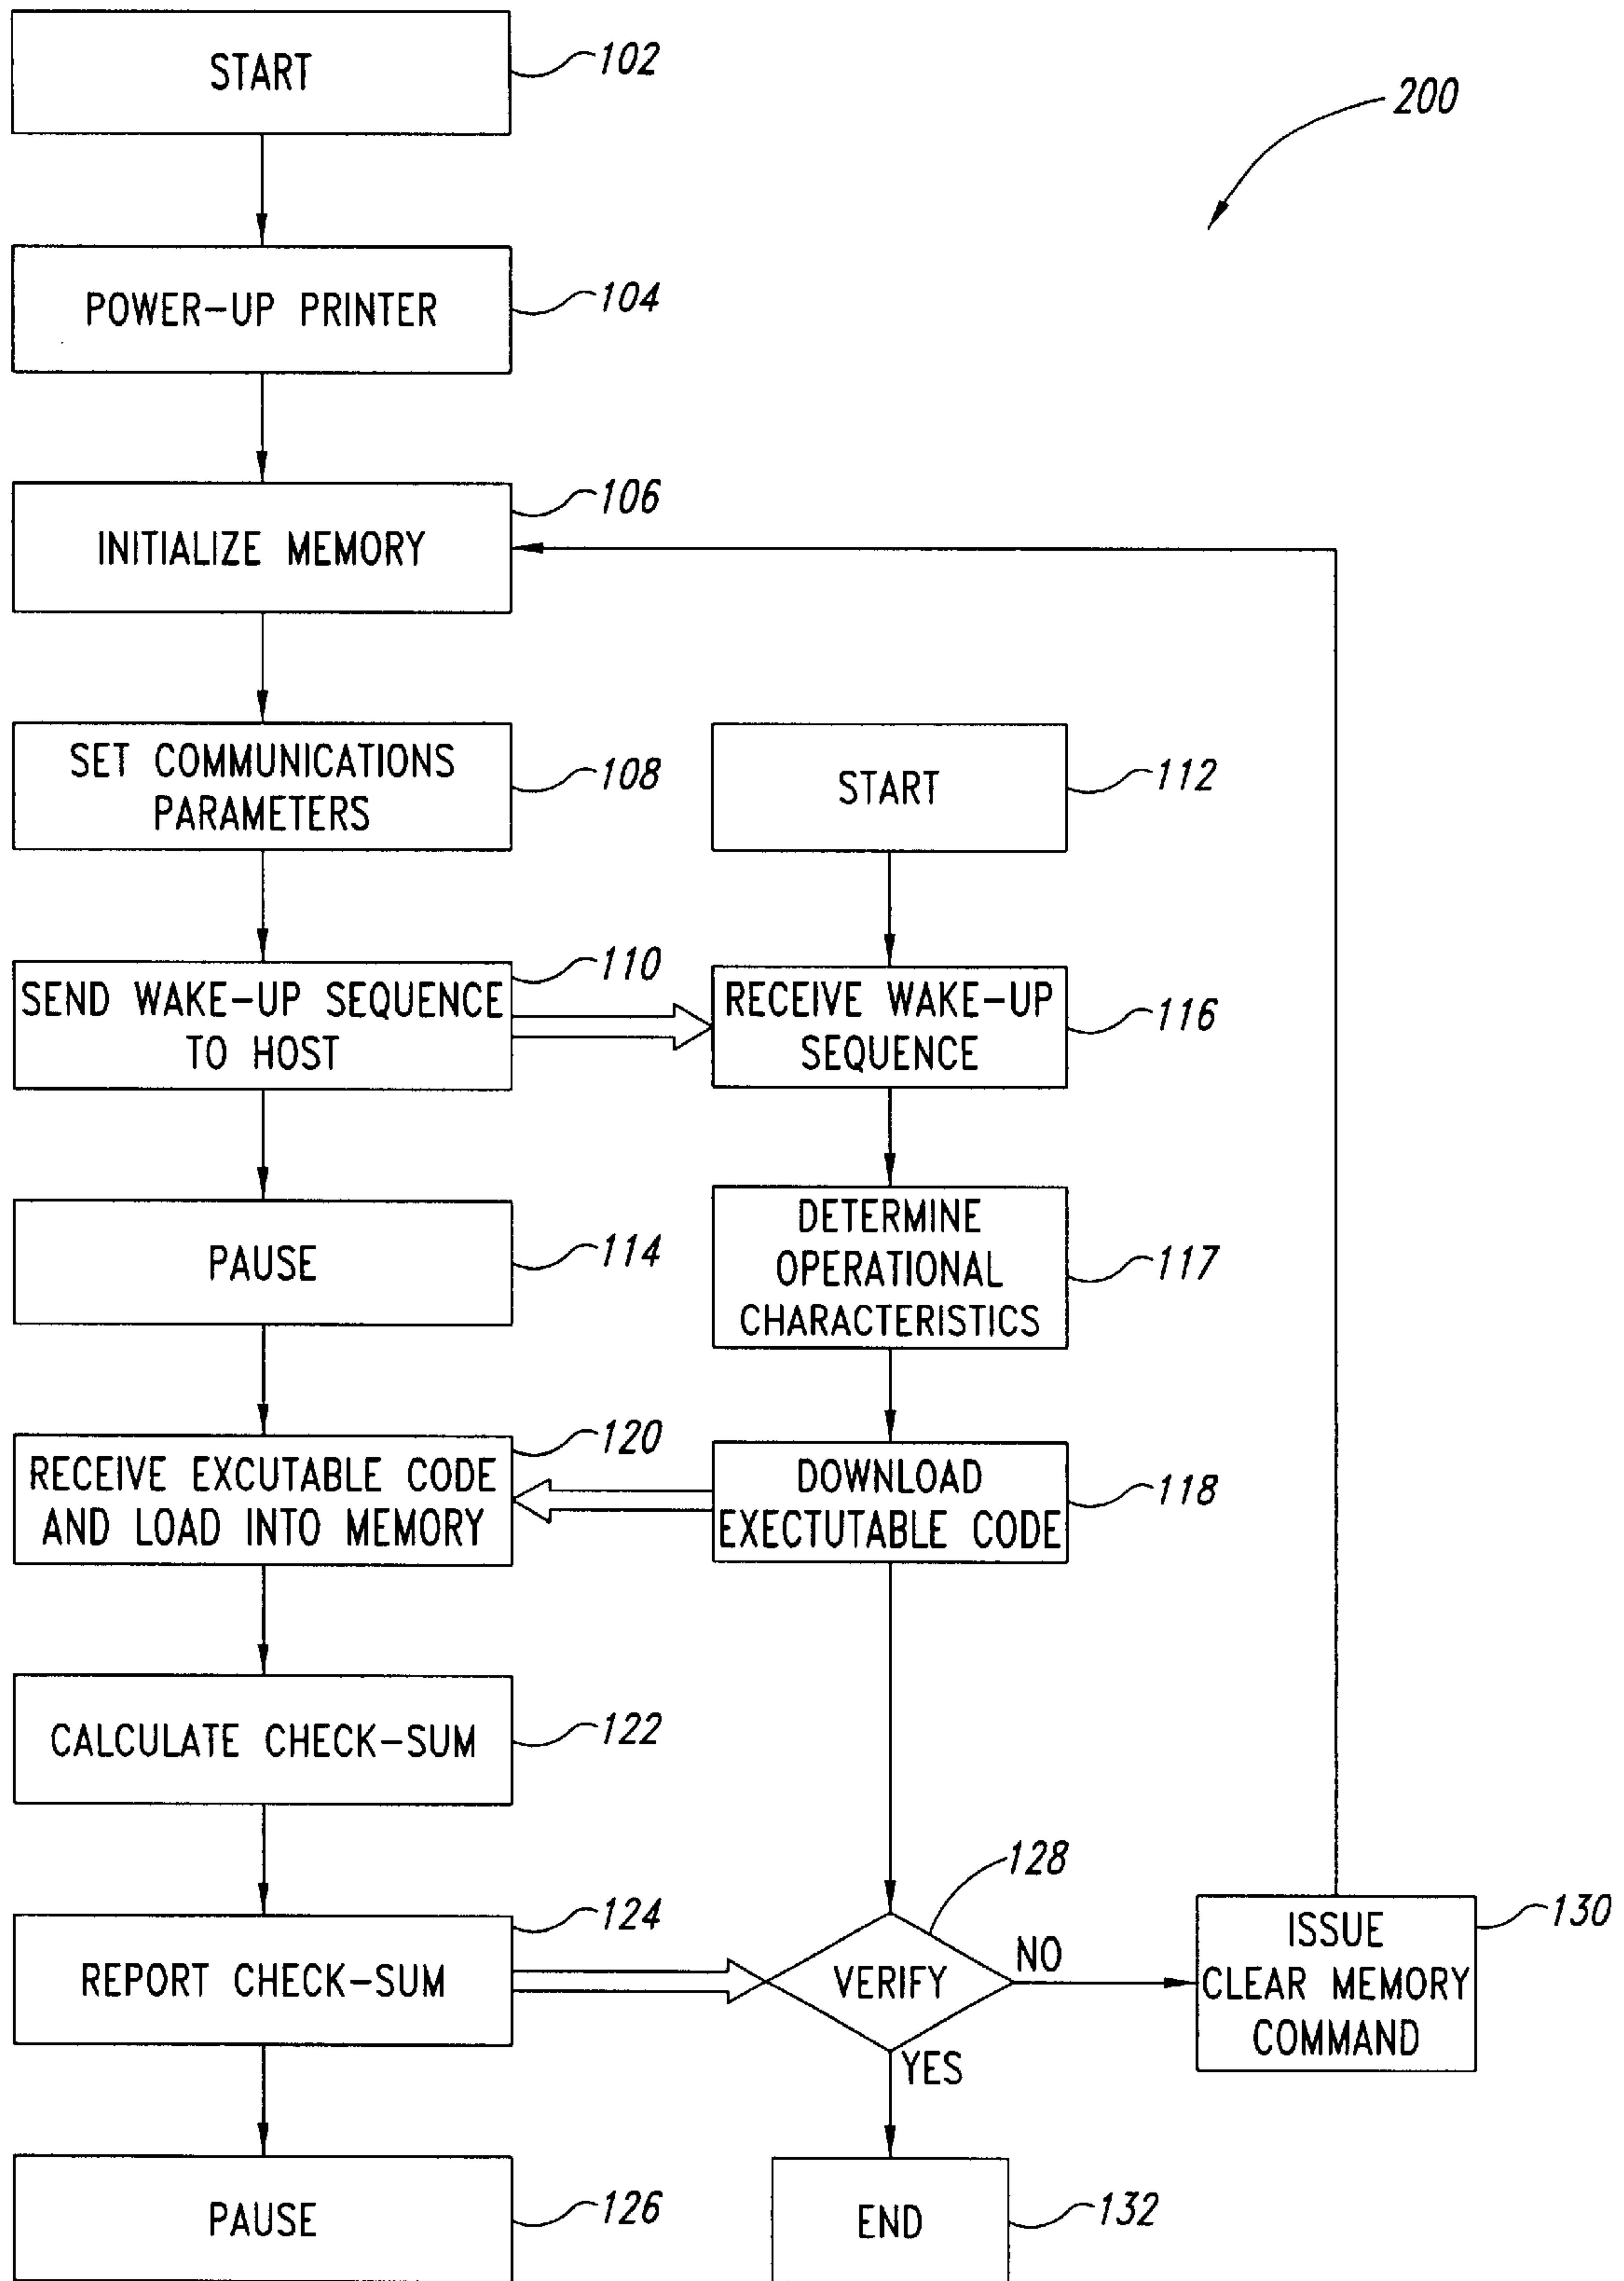 START
102
200
POWER-UP PRINTER
104
106
INITIALIZE MEMORY
SET COMMUNICATIONS
PARAMETERS
108
START
112
110
SEND WAKE-UP SEQUENCE
TO HOST
RECEIVE WAKE-UP
SEQUENCE
116
PAUSE
114
DETERMINE
OPERATIONAL
CHARACTERISTICS
117
120
RECEIVE EXCUTABLE CODE
AND LOAD INTO MEMORY
DOWNLOAD
EXECTUTABLE CODE
118
CALCULATE CHECK-SUM
122
124
REPORT CHECK-SUM
128
VERIFY
NO
YES
130
ISSUE
CLEAR MEMORY
COMMAND
PAUSE
126
END
132